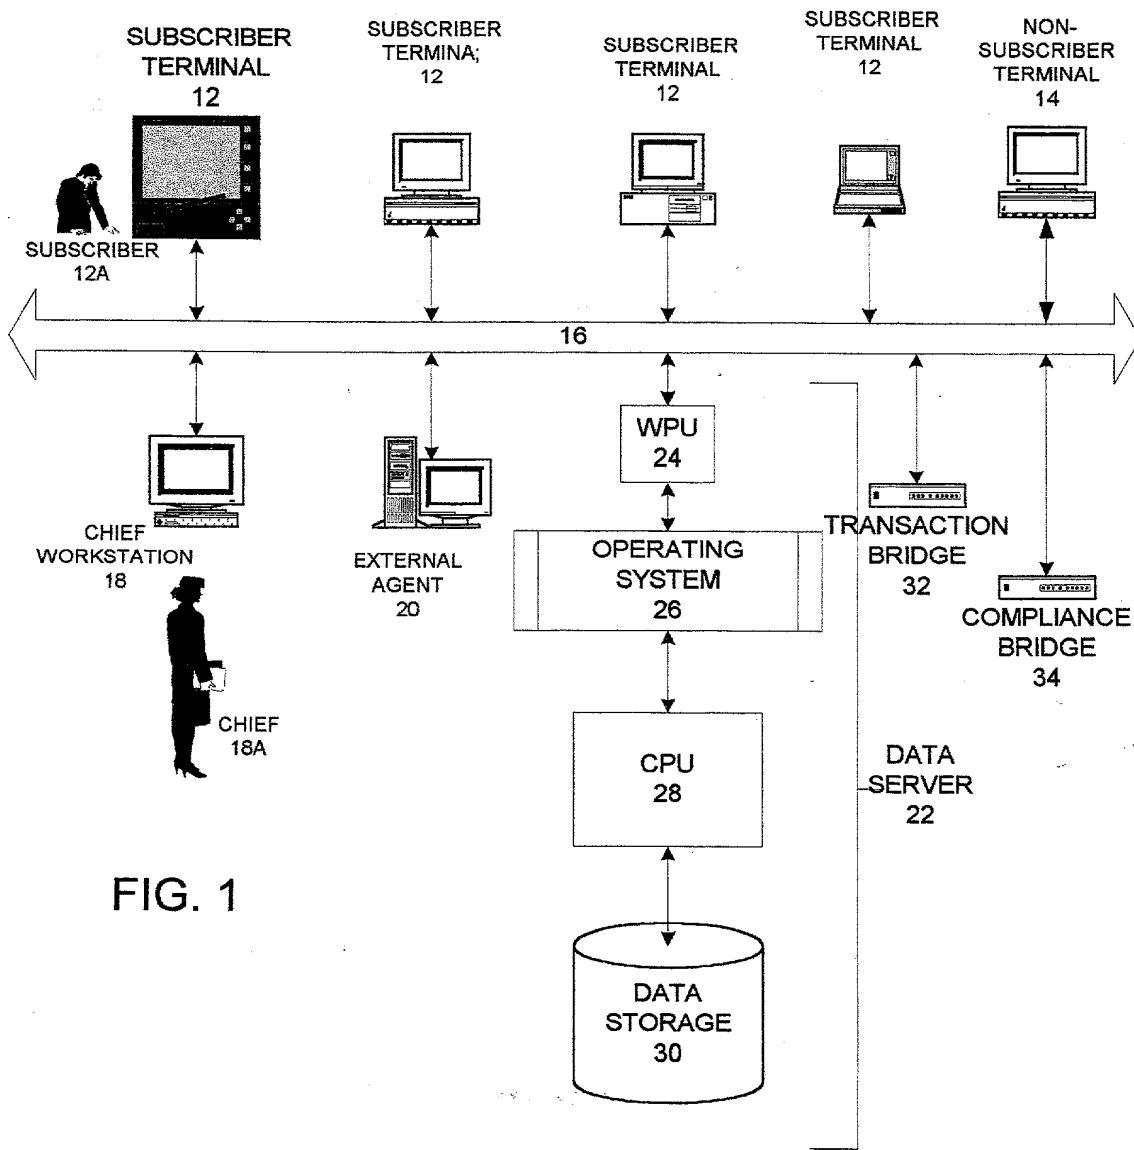 SUBSCRIBER
TERMINAL
12
SUBSCRIBER
TERMINA;
12
SUBSCRIBER
TERMINAL
12
SUBSCRIBER
TERMINAL
12
NON-
SUBSCRIBER
TERMINAL
14
SUBSCRIBER
12A
16
CHIEF
WORKSTATION
18
CHIEF
18A
EXTERNAL
AGENT
20
WPU
24
OPERATING
SYSTEM
26
CPU
28
DATA
STORAGE
30
TRANSACTION
BRIDGE
32
COMPLIANCE
BRIDGE
34
DATA
SERVER
22
FIG. 1